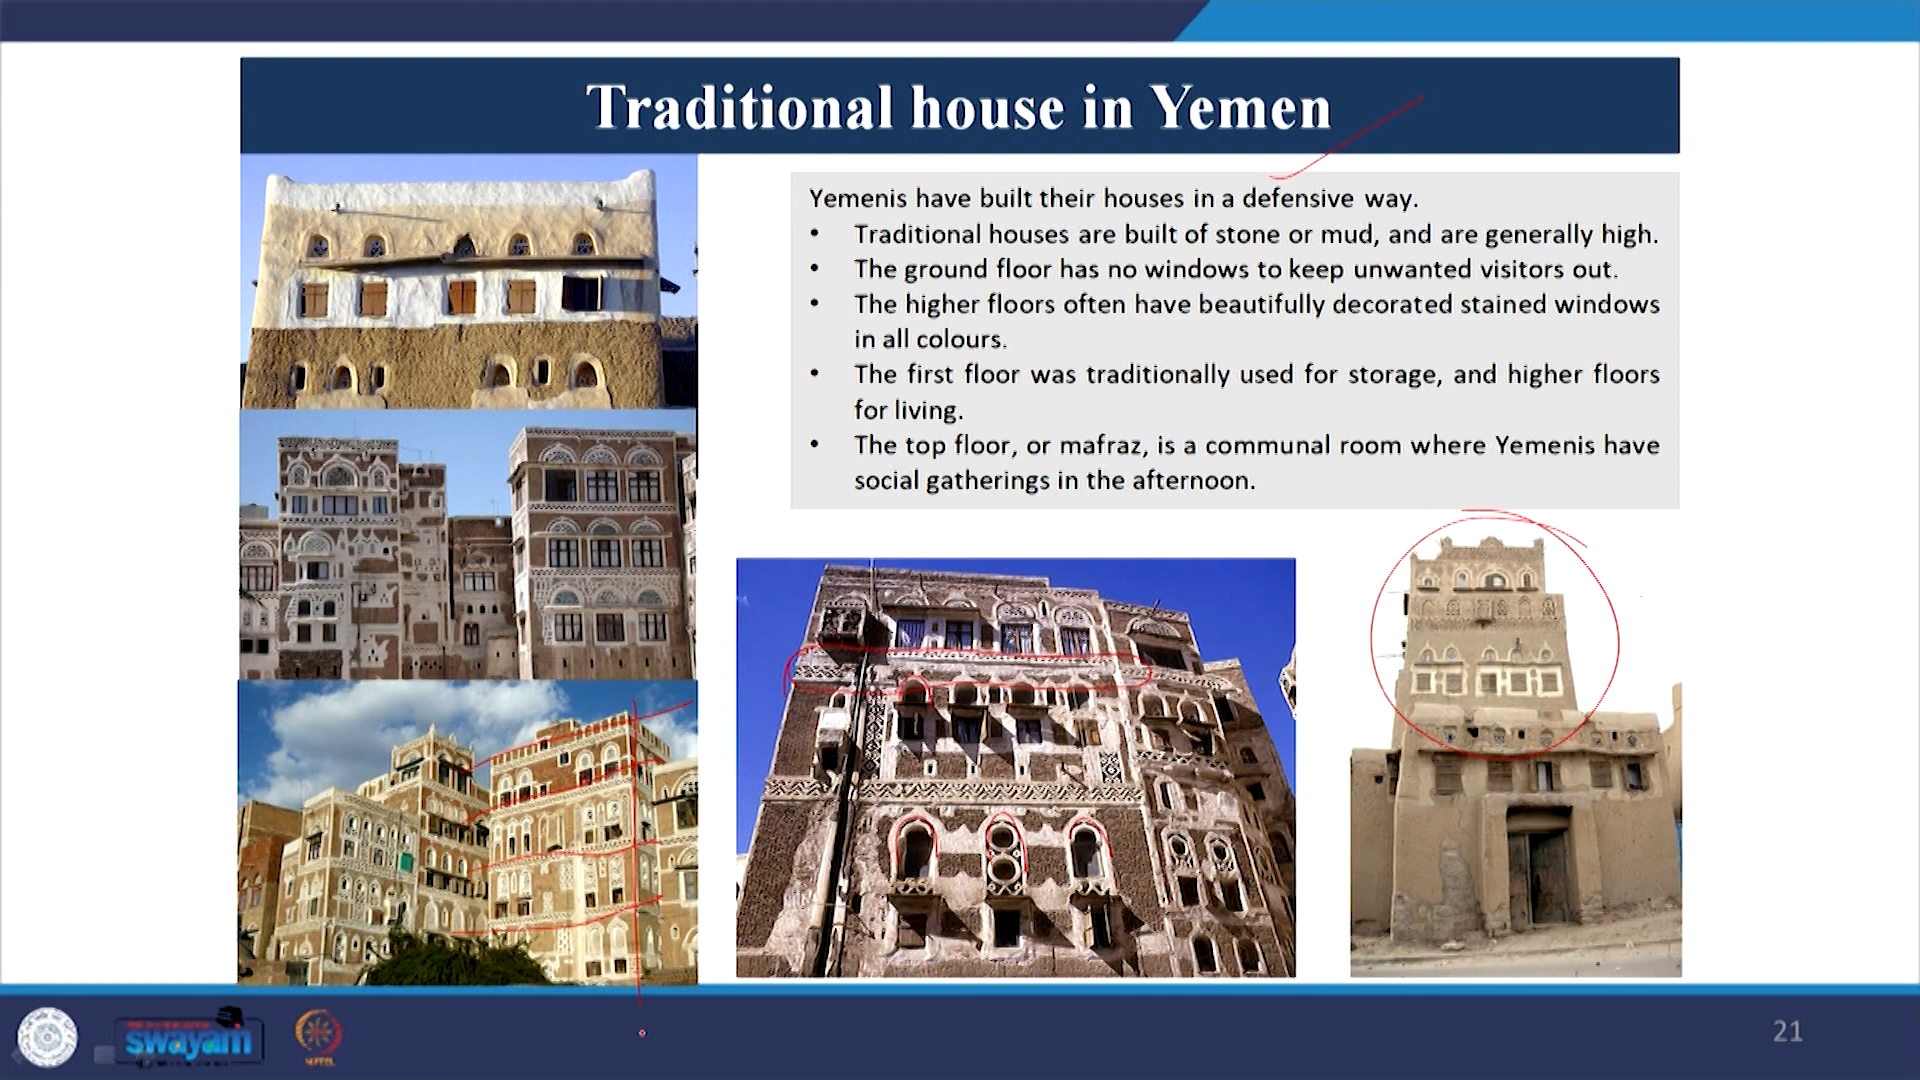 Traditional house in Yemen
Yemenis have built their houses in a defensive way.
• Traditional houses are built of stone or mud, and are generally high.
• The ground floor has no windows to keep unwanted visitors out.
• The higher floors often have beautifully decorated stained windows
in all colours.
• The first floor was traditionally used for storage, and higher floors
for living.
• The top floor, or mafraz, is a communal room where Yemenis have
social gatherings in the afternoon.
swayam
21